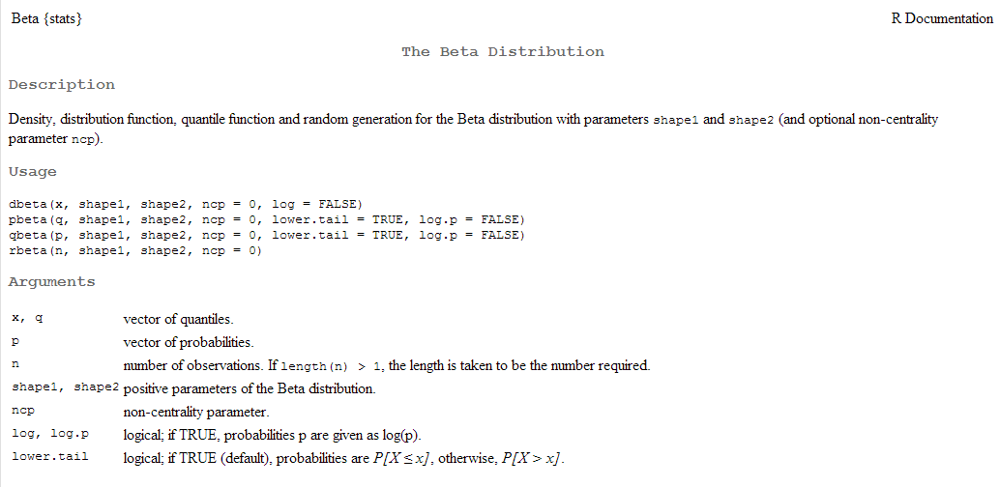 Beta {stats}
R Documentation
The Beta Distribution
Description
Density, distribution function, quantile function and random generation for the Beta distribution with parameters shape1 and shape2 (and optional non-centrality
parameter ncp).
Usage
dbeta(x, shape1, shape2, ncp = 0, log = FALSE)
pbeta(q, shape1, shape2, ncp = 0, lower.tail = TRUE, log.p = FALSE)
qbeta(p, shape1, shape2, ncp = 0, lower.tail = TRUE, log.p = FALSE)
rbeta(n, shape1, shape2, ncp = 0)
Arguments
x, q vector of quantiles.
p vector of probabilities.
n number of observations. If length(n) > 1, the length is taken to be the number required.
shape1, shape2 positive parameters of the Beta distribution.
ncp non-centrality parameter.
log, log.p logical; if TRUE, probabilities p are given as log(p).
lower.tail logical; if TRUE (default), probabilities are P[X ≤ x], otherwise, P[X > x].